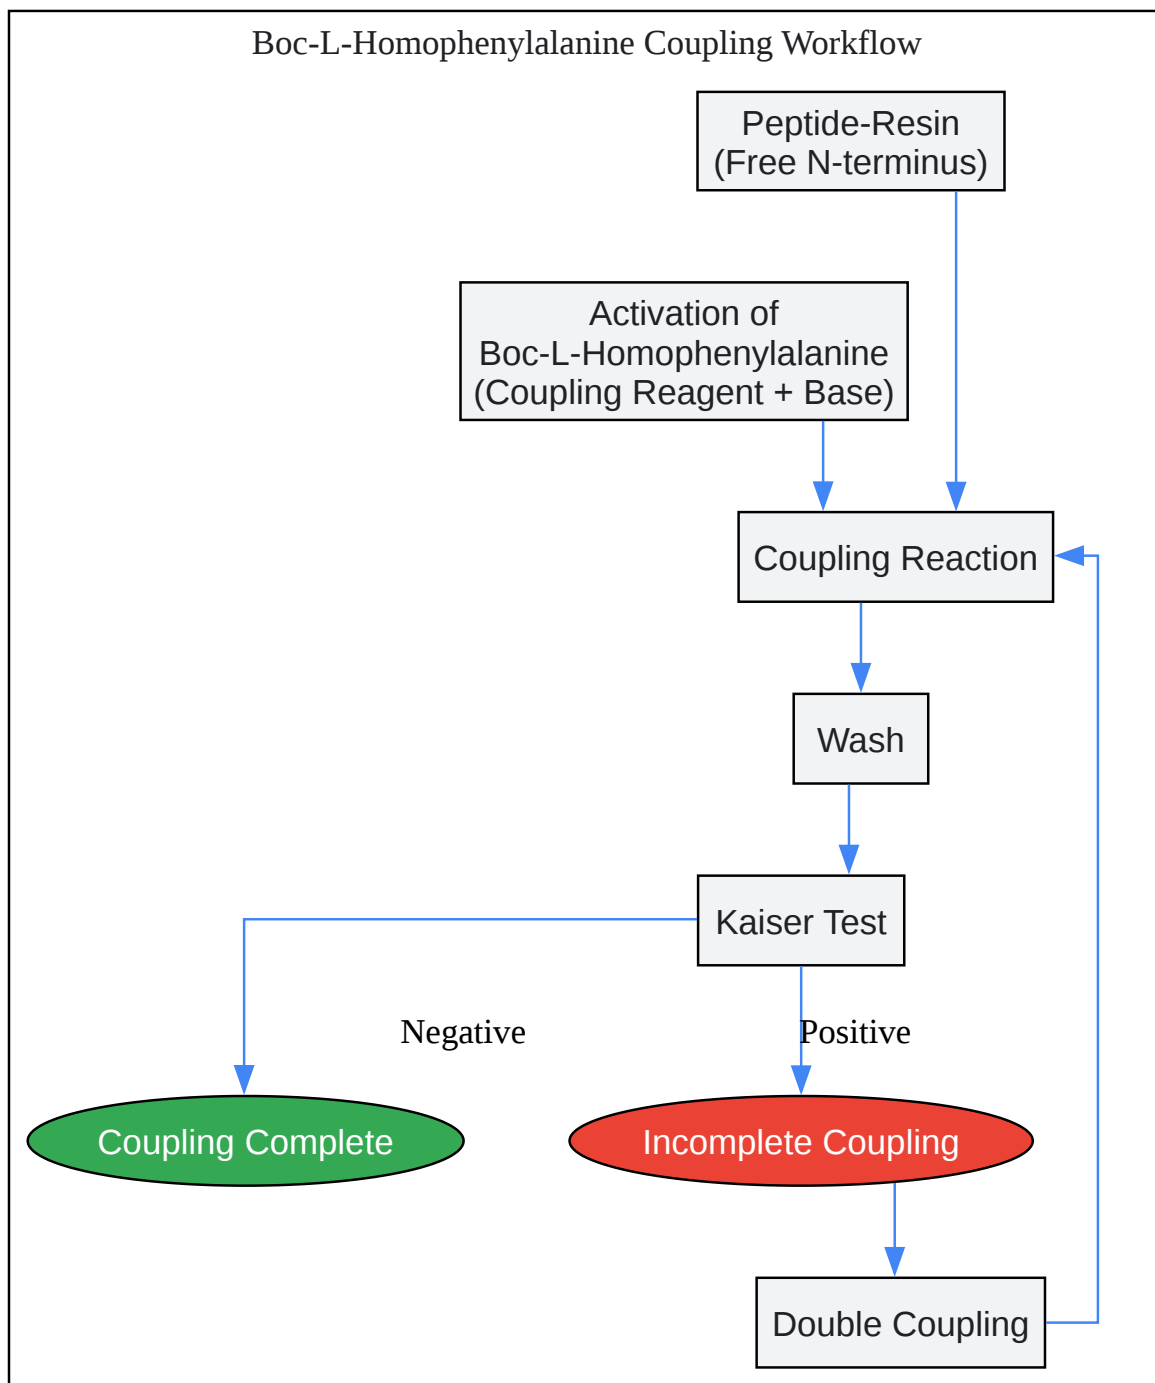 Boc-L-Homophenylalanine Coupling Workflow
Peptide-Resin
(Free N-terminus)
Activation of
Boc-L-Homophenylalanine
(Coupling Reagent + Base)
Coupling Reaction
Wash
Kaiser Test
Negative
Positive
Coupling Complete
Incomplete Coupling
Double Coupling